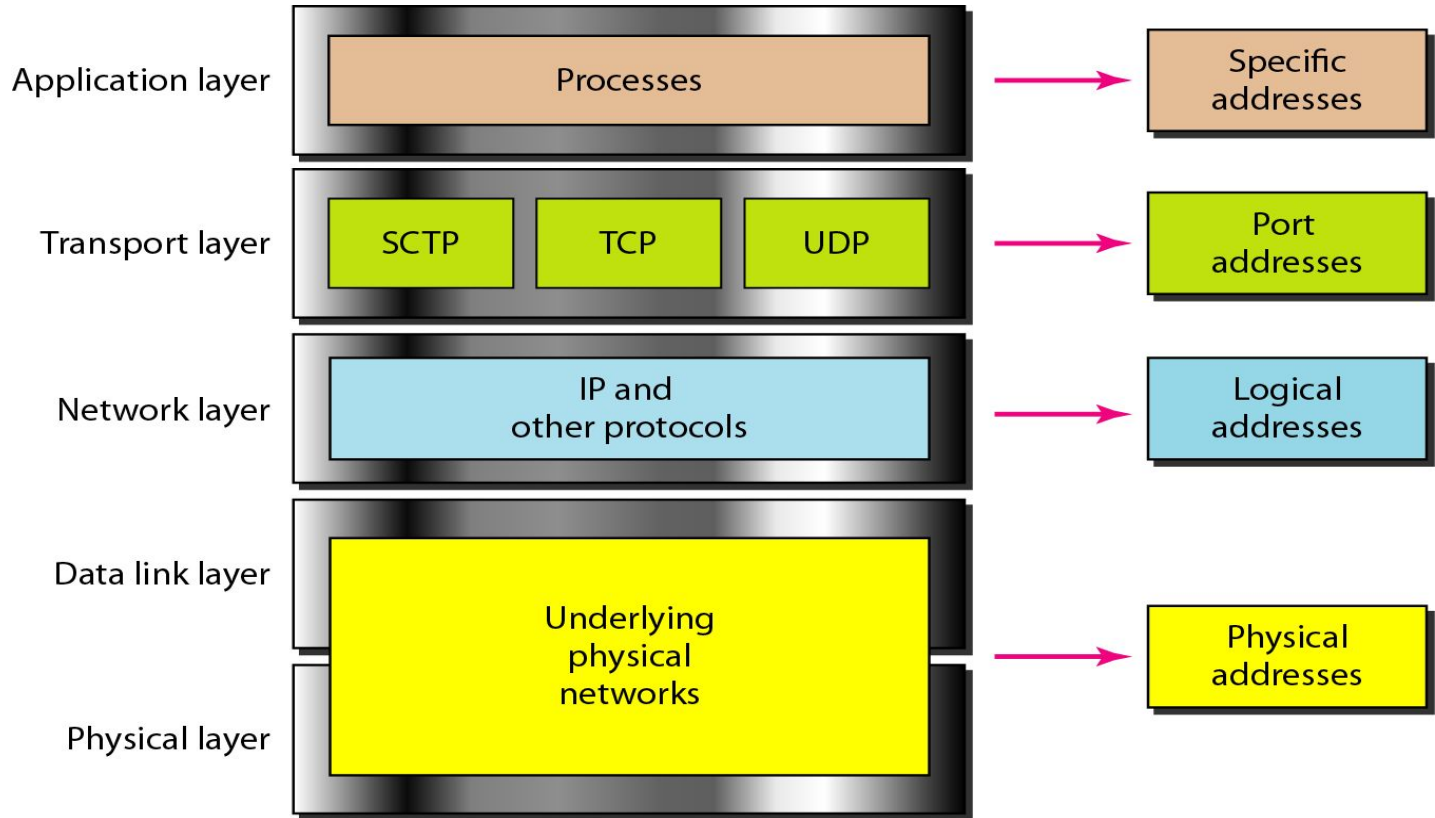 Application layer
Processes
Specific
addresses
Transport layer
SCTP
TCP
UDP
Port
addresses
Network layer
IP and
other protocols
Logical
addresses
Data link layer
Underlying
physical
networks
Physical
addresses
Physical layer